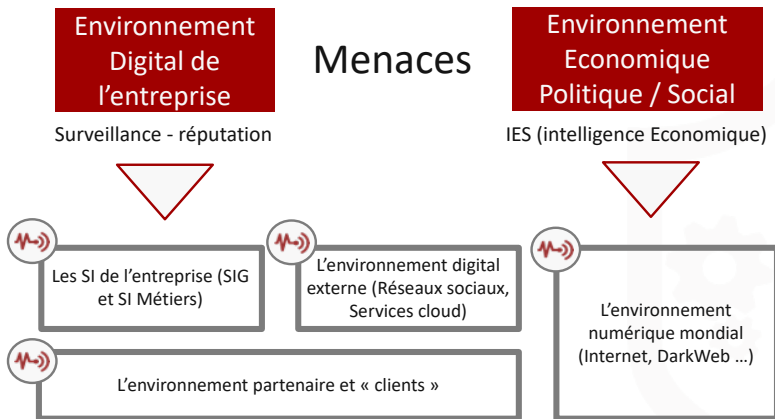 Environnement
Digital de
l'entreprise
Menaces
Environnement
Economique
Politique / Social
Surveillance - réputation
IES (intelligence Economique)
Les SI de l'entreprise (SIG
et SI Métiers)
L'environnement digital
externe (Réseaux sociaux,
Services cloud)
L'environnement
numérique mondial
(Internet, DarkWeb ...)
L'environnement partenaire et « clients »